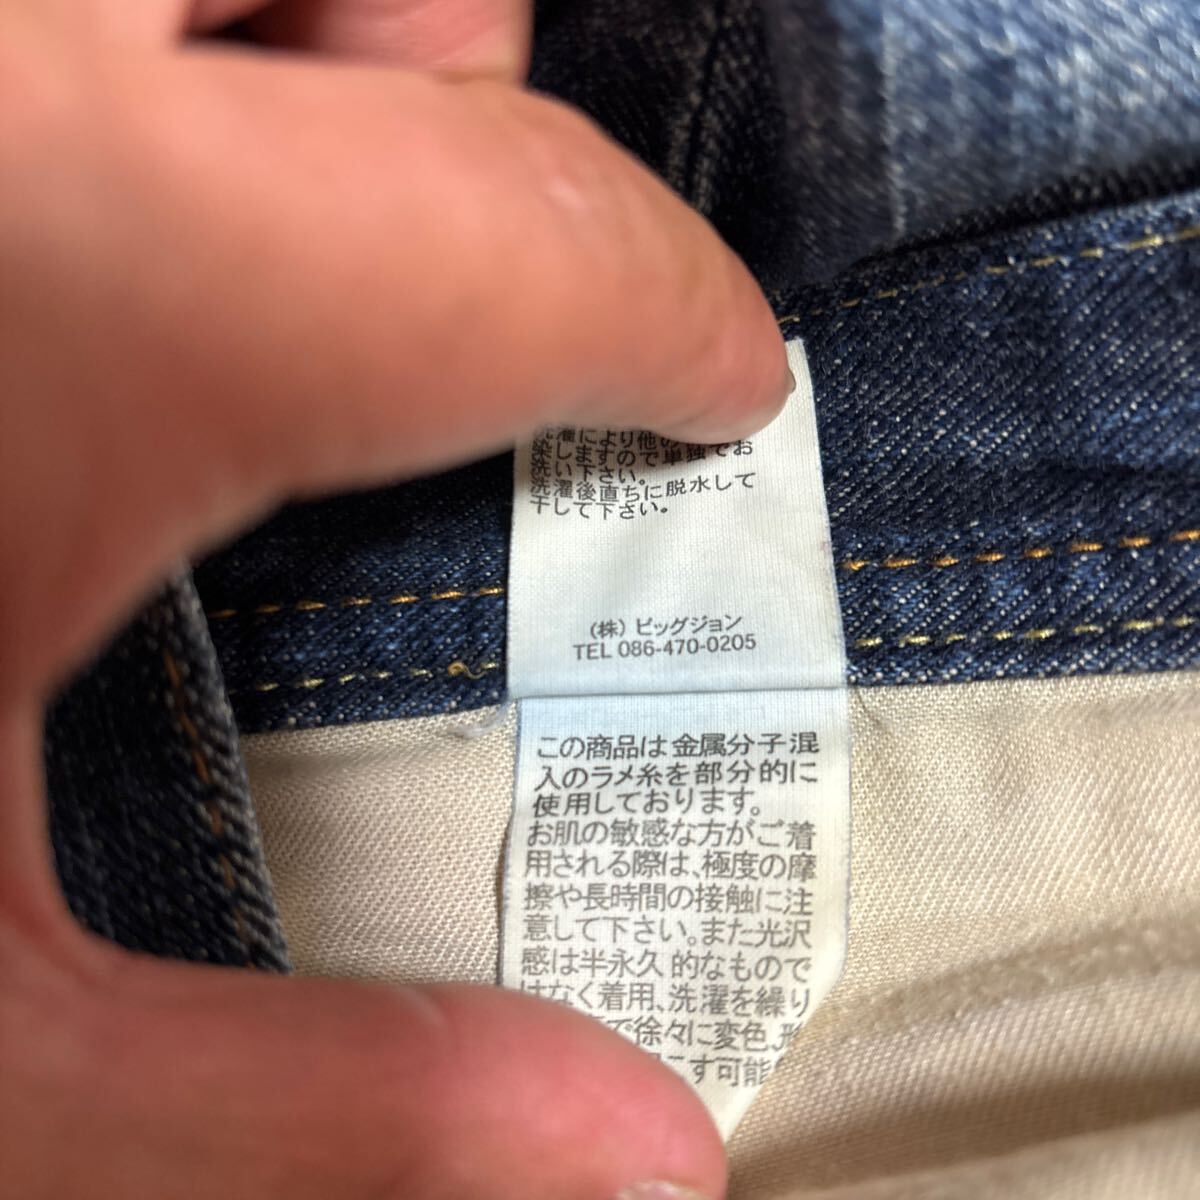 洗濯により他の
染しますので単独でお
洗い下さい。
洗濯後直ちに脱水して
干して下さい。
(株) ビッグジョン
TEL 086-470-0205
この商品は金属分子混
入のラメ糸を部分的に
使用しております。
お肌の敏感な方がご着
用される際は、極度の摩
擦や長時間の接触に注
意して下さい。また光沢
感は半永久的なもので
はなく着用、洗濯を繰り
で徐々に変色、形
こす可能